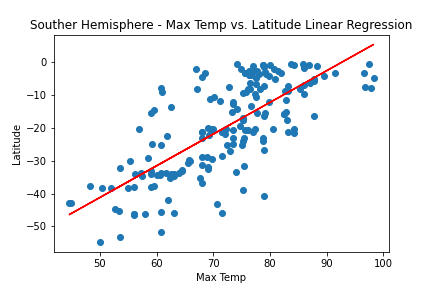 Souther Hemisphere - Max Temp vs. Latitude Linear Regression
0
−10
−20
−30
−40
−50
Latitude
50 60 70 80 90 100
Max Temp